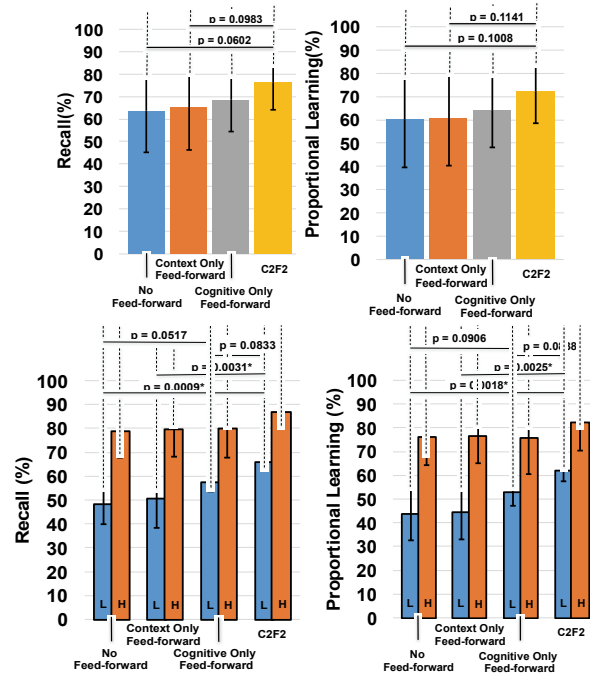 p = 0.0983
p = 0.0602
Recall(%)
100
90
80
70
60
50
40
30
20
10
0
Context Only
Feed-forward
C2F2
No
Feed-forward
Cognitive Only
Feed-forward
p = 0.1141
p = 0.1008
Proportional Learning(%)
100
90
80
70
60
50
40
30
20
10
0
Context Only
Feed-forward
C2F2
No
Feed-forward
Cognitive Only
Feed-forward
p = 0.0517
p = 0.0833
0.0031*
p = 0.0009*
Recall (%)
100
90
80
70
60
50
40
30
20
10
0
L H L H L H L H
Context Only
Feed-forward
C2F2
No
Feed-forward
Cognitive Only
Feed-forward
p = 0.0906
0.0025*
0018*
Proportional Learning (%)
100
90
80
70
60
50
40
30
20
10
0
L H L H L H L H
Context Only
Feed-forward
C2F2
No
Feed-forward
Cognitive Only
Feed-forward